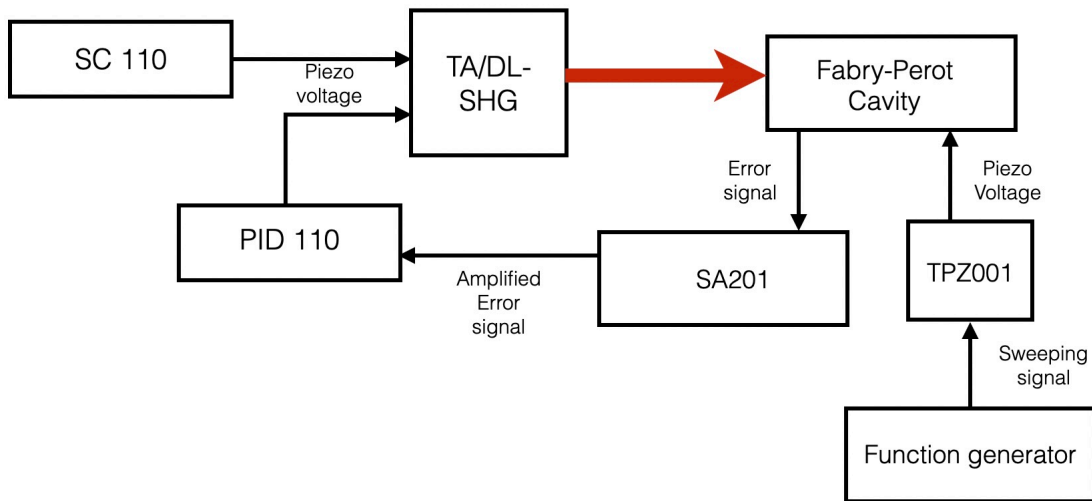 SC 110
Piezo
voltage
TA/DL-
SHG
Fabry-Perot
Cavity
Error
signal
Piezo
Voltage
PID 110
Amplified
Error
signal
SA201
TPZ001
Sweeping
signal
Function generator